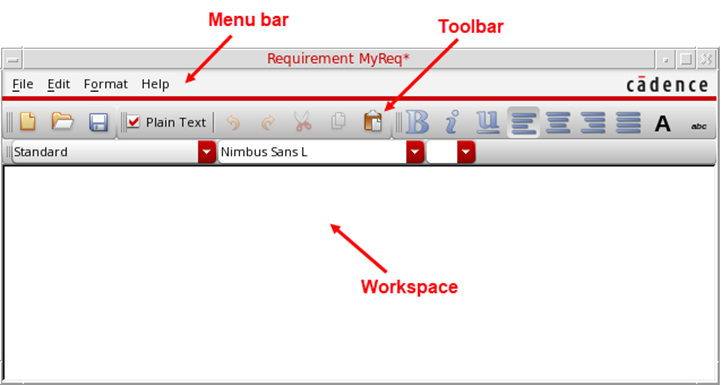 Menu bar
Toolbar
Requirement MyReq*
File Edit Format Help
cādence
Plain Text B i u A abc
Standard Nimbus Sans L
Workspace